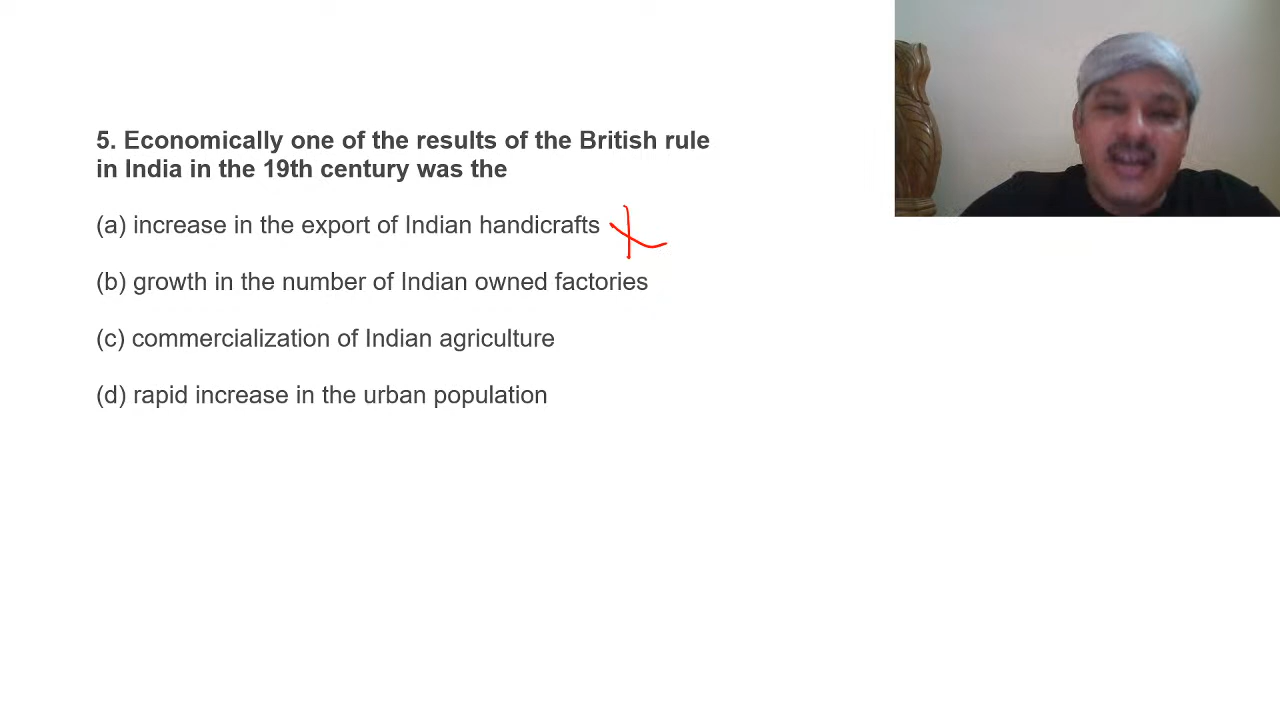 5. Economically one of the results of the British rule
in India in the 19th century was the
(a) increase in the export of Indian handicrafts
(b) growth in the number of Indian owned factories
(c) commercialization of Indian agriculture
(d) rapid increase in the urban population